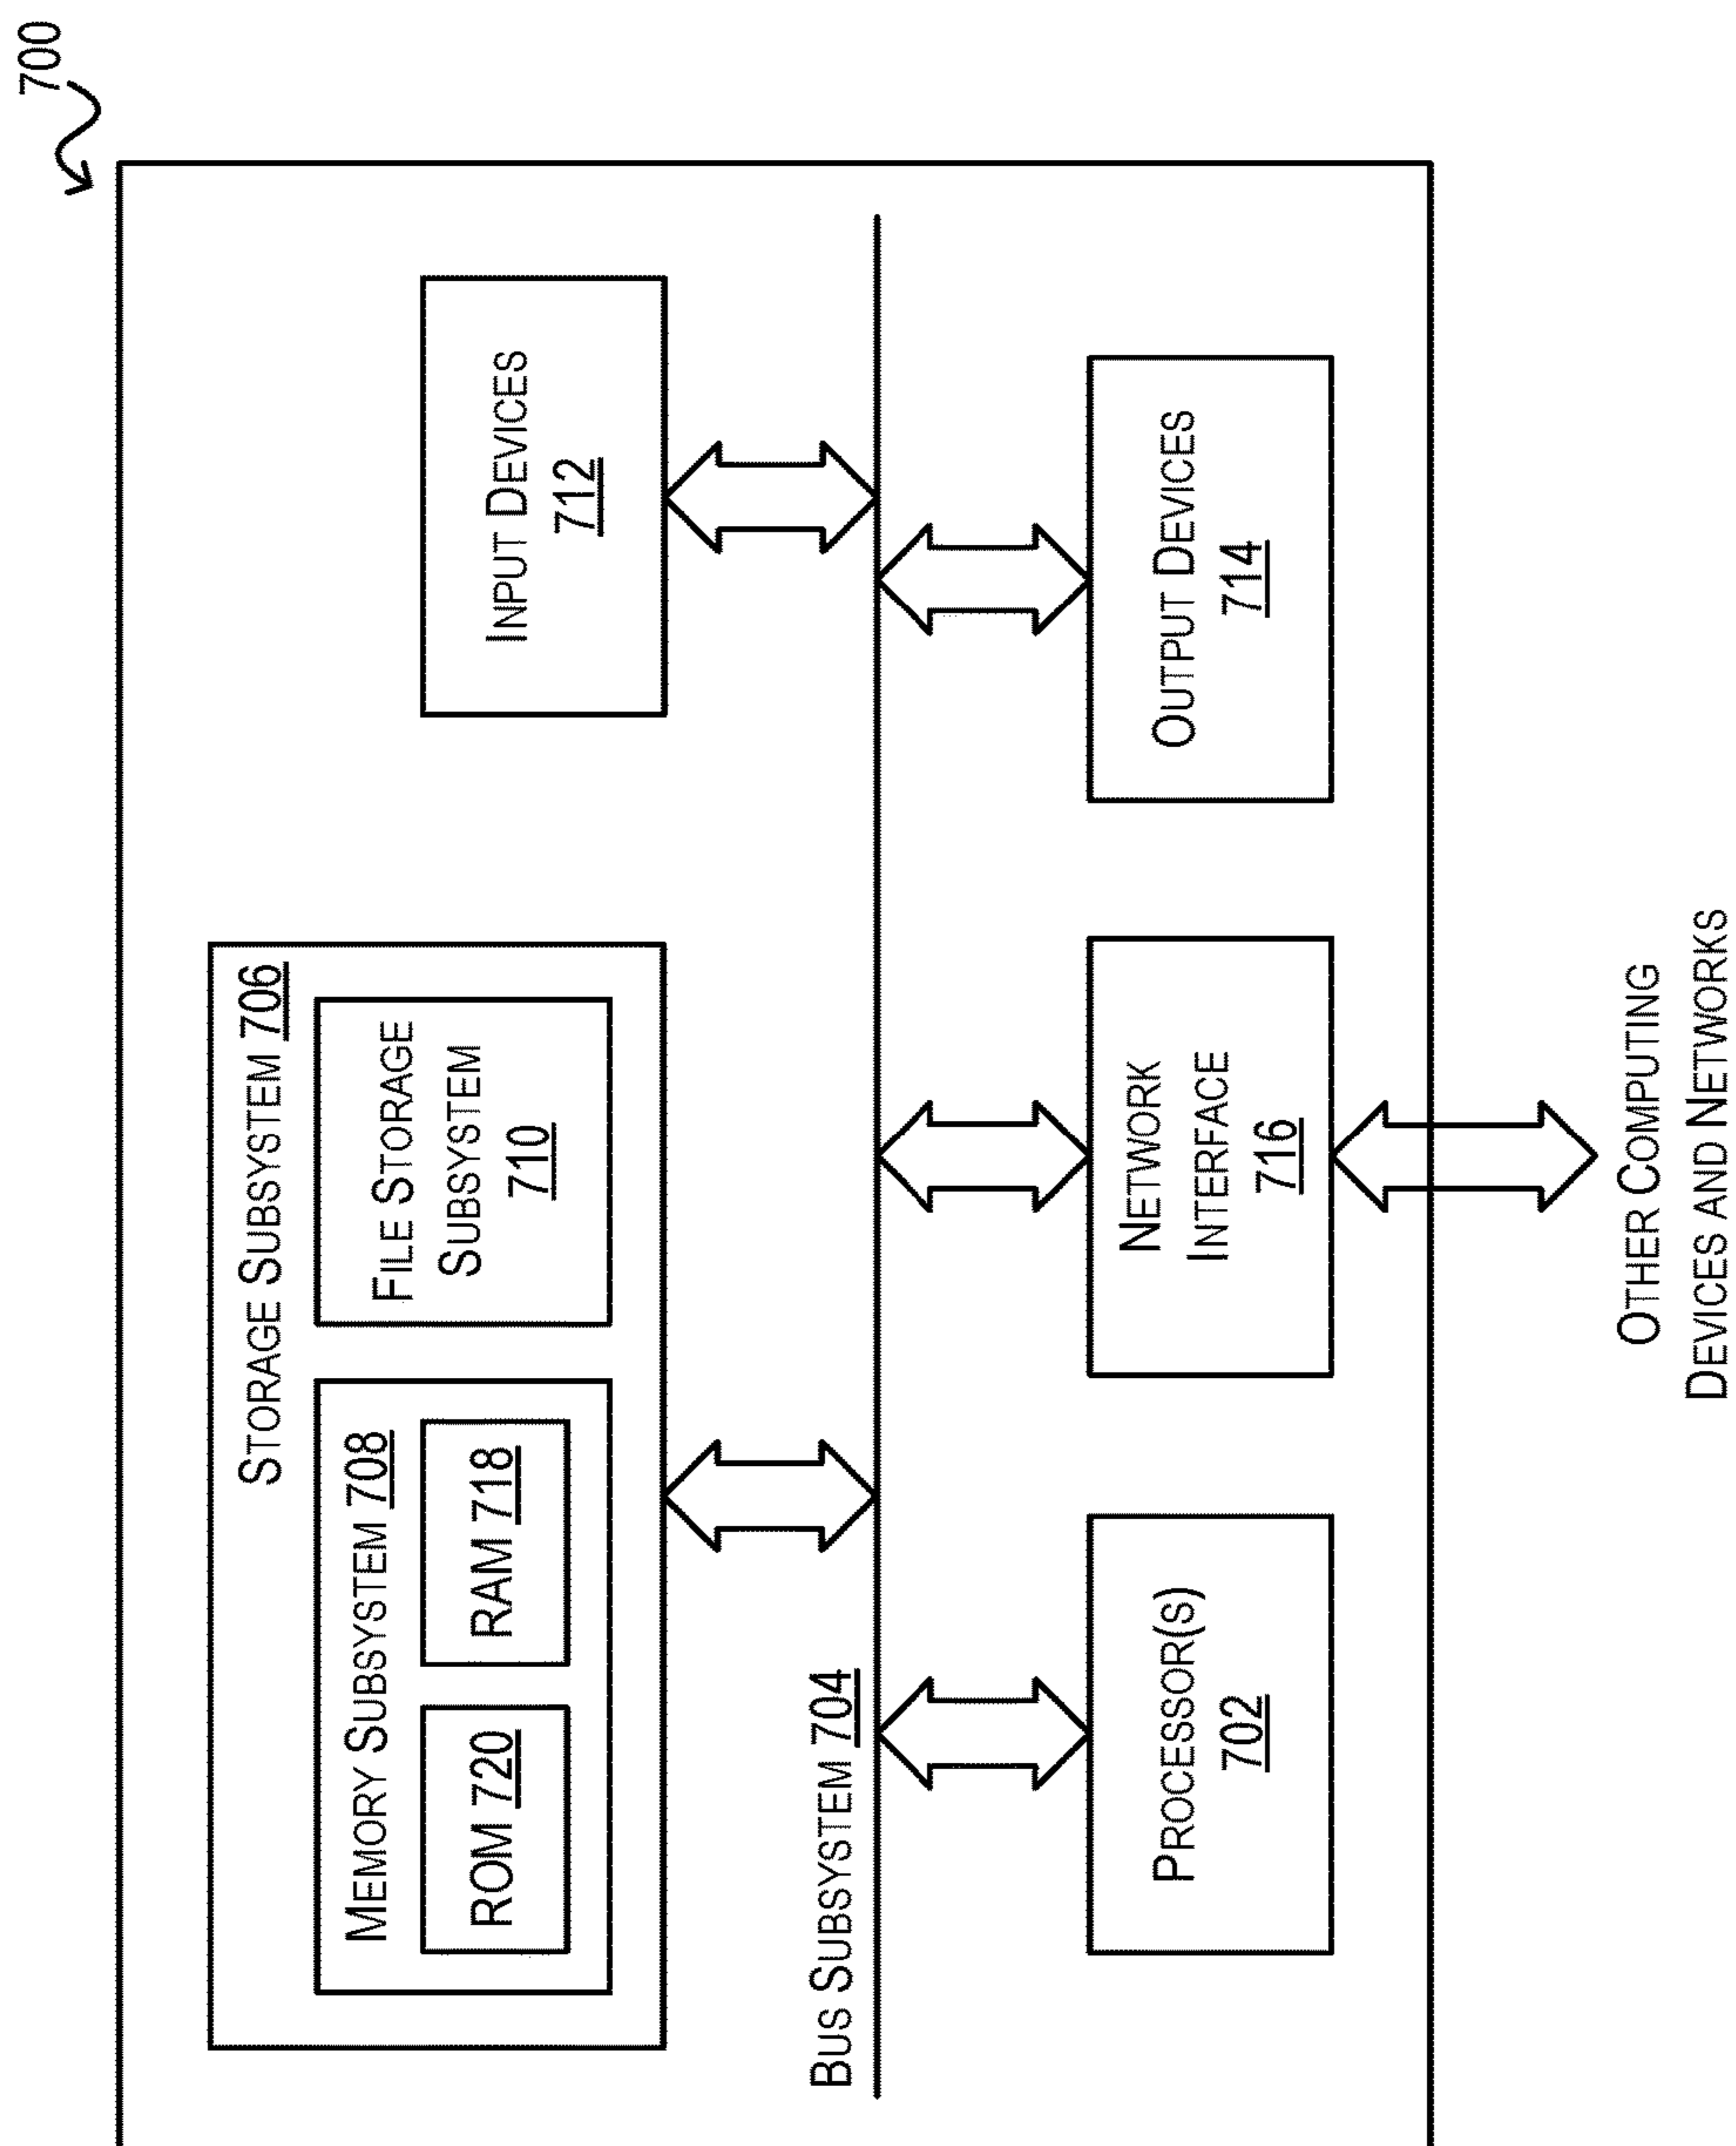 700
STORAGE SUBSYSTEM 706
MEMORY SUBSYSTEM 708
ROM 720
RAM 718
FILE STORAGE
SUBSYSTEM
710
INPUT DEVICES
712
BUS SUBSYSTEM 704
PROCESSOR(S)
702
NETWORK
INTERFACE
716
OUTPUT DEVICES
714
OTHER COMPUTING
DEVICES AND NETWORKS